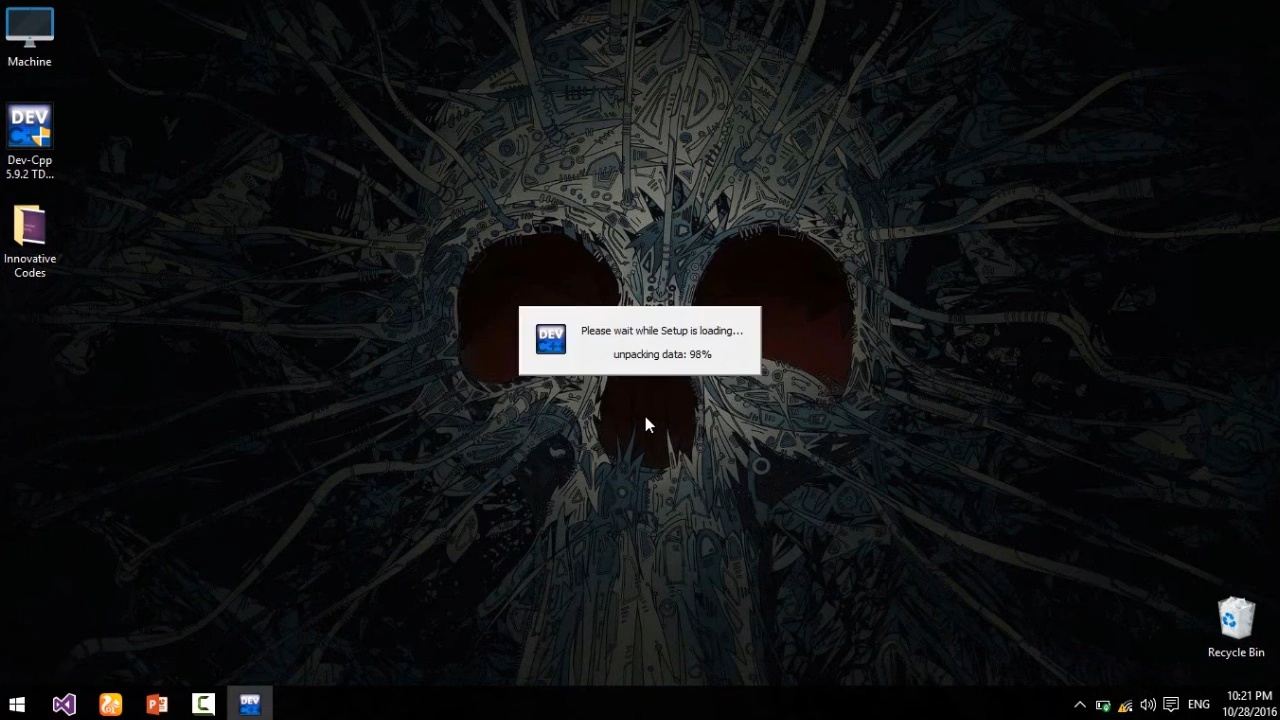 Machine
DEV
Dev-Cpp
5.9.2 TD...
Innovative
Codes
DEV
Please wait while Setup is loading...
unpacking data: 98%
Recycle Bin
DEV
ENG
10:21 PM
10/28/2016